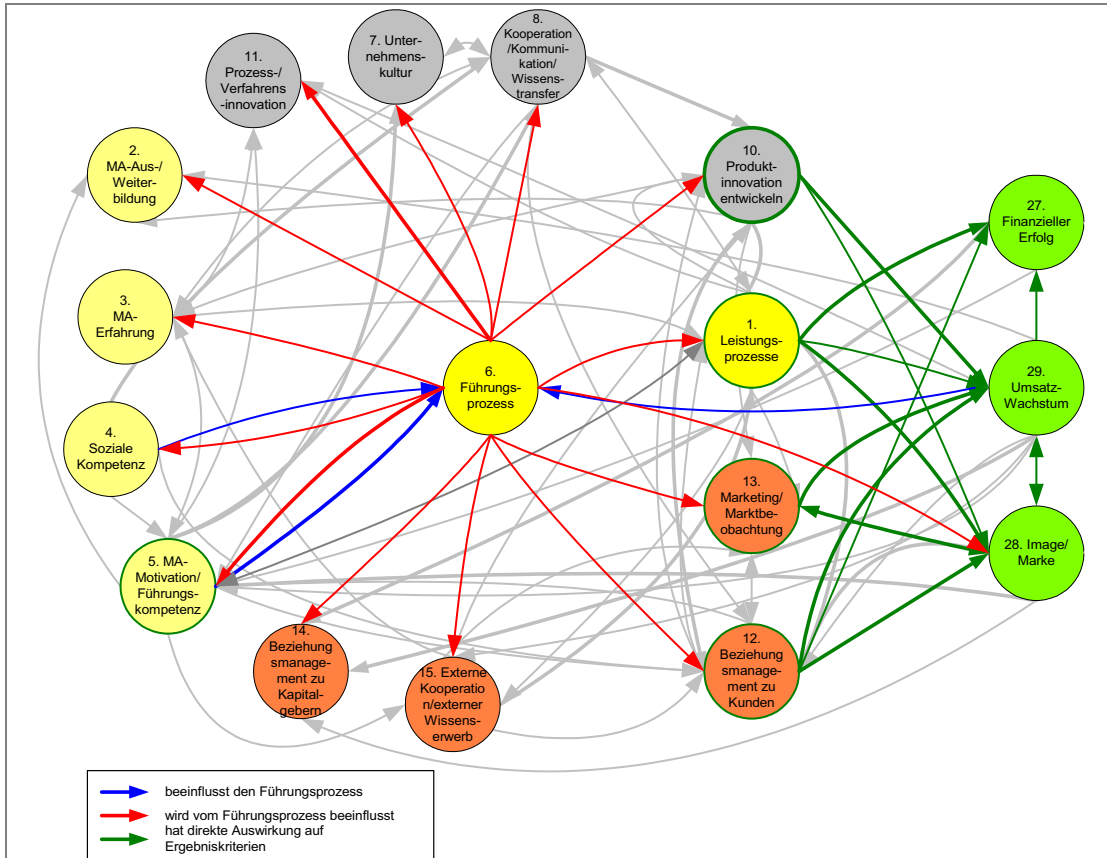 8.
Kooperation
/Kommuni-
kation/
Wissens-
transfer
7. Unter-
nehmens-
kultur
11.
Prozess-/
Verfahrens
-innovation
2.
MA-Aus-/
Weiter-
bildung
10.
Produkt-
innovation
entwickeln
27.
Finanzieller
Erfolg
3.
MA-
Erfahrung
1.
Leistungs-
prozesse
6.
Führungs-
prozess
29.
Umsatz-
Wachstum
4.
Soziale
Kompetenz
13.
Marketing/
Marktbe-
obachtung
28. Image/
Marke
5. MA-
Motivation/
Führungs-
kompetenz
14.
Beziehung
smanage-
ment zu
Kapital-
gebern
15. Externe
Kooperatio
n/externer
Wissens-
erwerb
12.
Beziehung
smanage-
ment zu
Kunden
beeinflusst den Führungsprozess
wird vom Führungsprozess beeinflusst
hat direkte Auswirkung auf
Ergebniskriterien